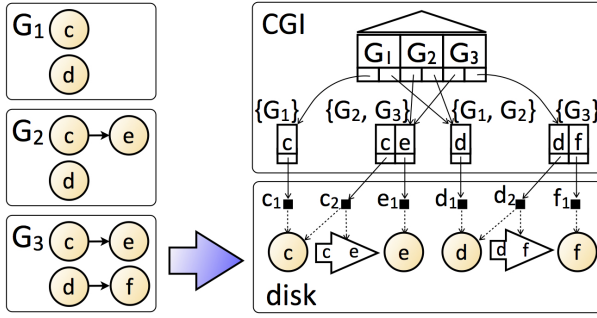 G1 c
d
G2 c e
d
G3 c e
d f
CGI
G1 G2 G3
{G1} {G2, G3} {G1, G2} {G3}
c c e d d f
c1 c2 e1 d1 d2 f1
c c e e d d f f
disk